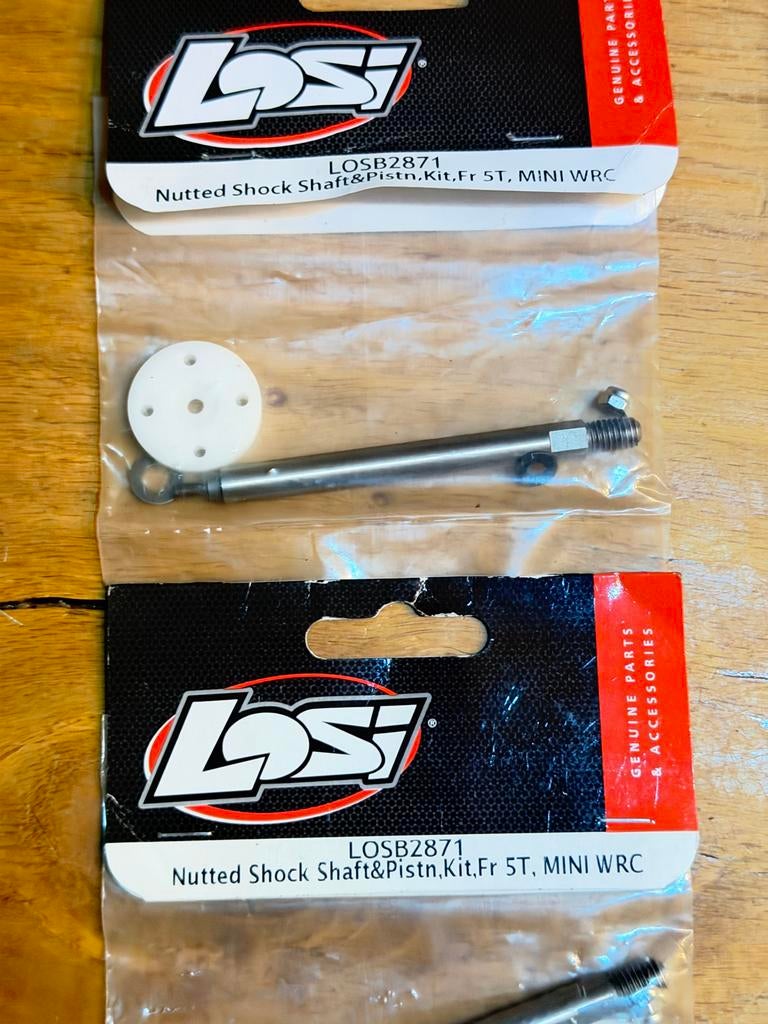 LOSI®
GENUINE PARTS
& ACCESSORIES
LOSB2871
Nutted Shock Shaft&Pistn,Kit,Fr 5T, MINI WRC
LOSI®
GENUINE PARTS
& ACCESSORIES
LOSB2871
Nutted Shock Shaft&Pistn,Kit,Fr 5T, MINI WRC